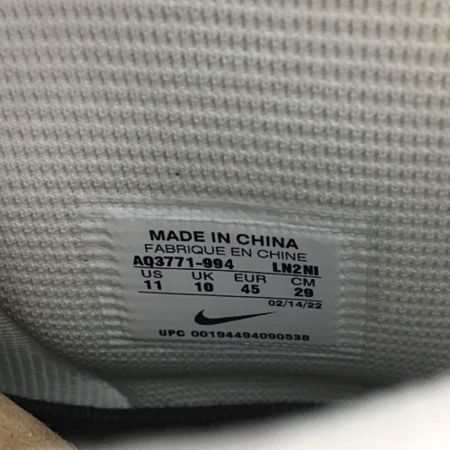 MADE IN CHINA
FABRIQUE EN CHINE
AQ3771-994 LN2NI
US UK EUR CM
11 10 45 29
02/14/22
UPC 00194494090538